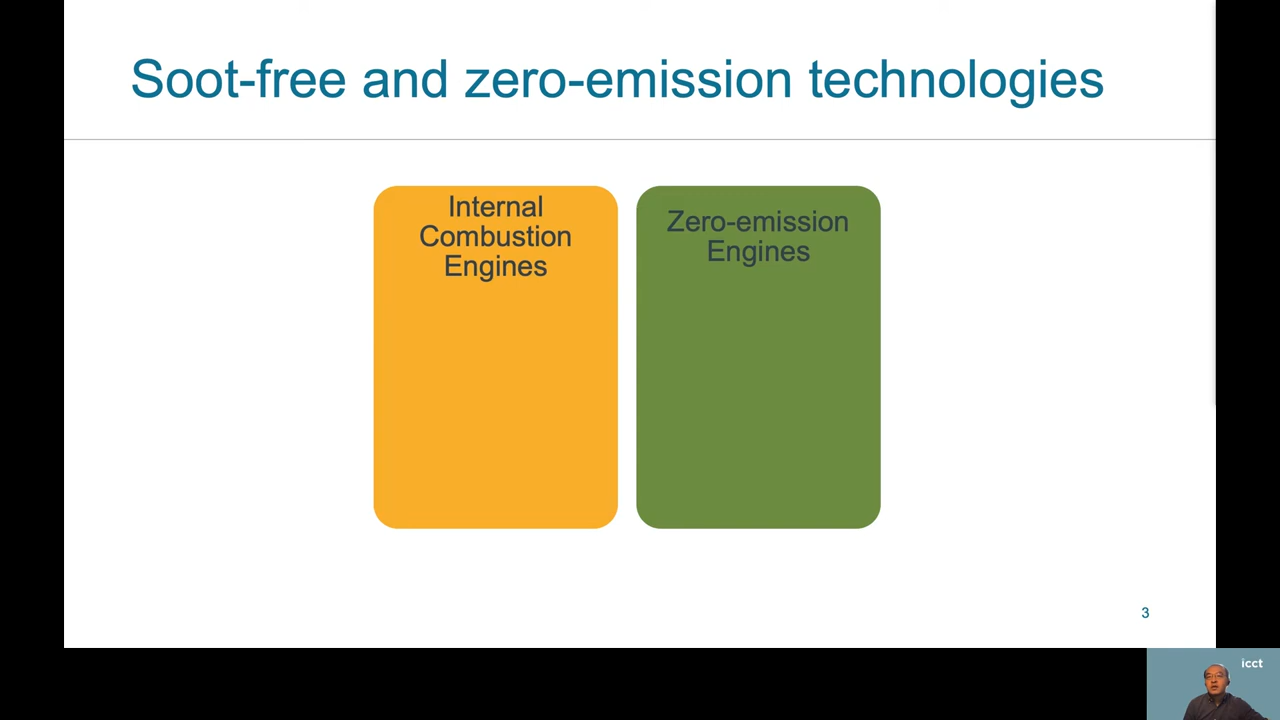 Soot-free and zero-emission technologies
Internal
Combustion
Engines
Zero-emission
Engines
3
icct